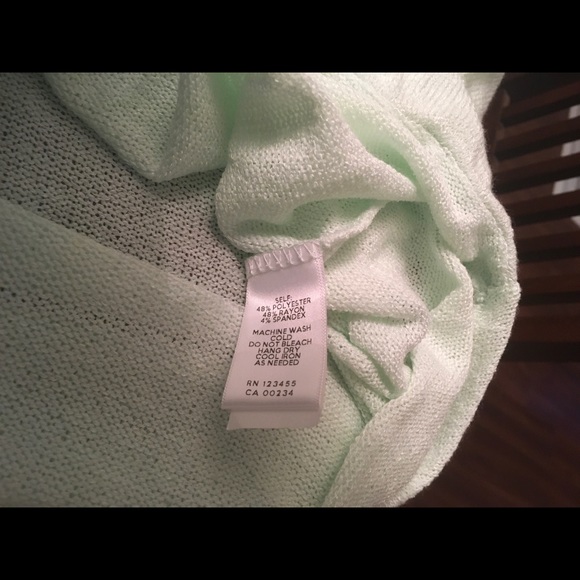 SELF:
48% POLYESTER
48% RAYON
4% SPANDEX
MACHINE WASH
COLD
DO NOT BLEACH
HANG DRY
COOL IRON
AS NEEDED
RN 123455
CA 00234